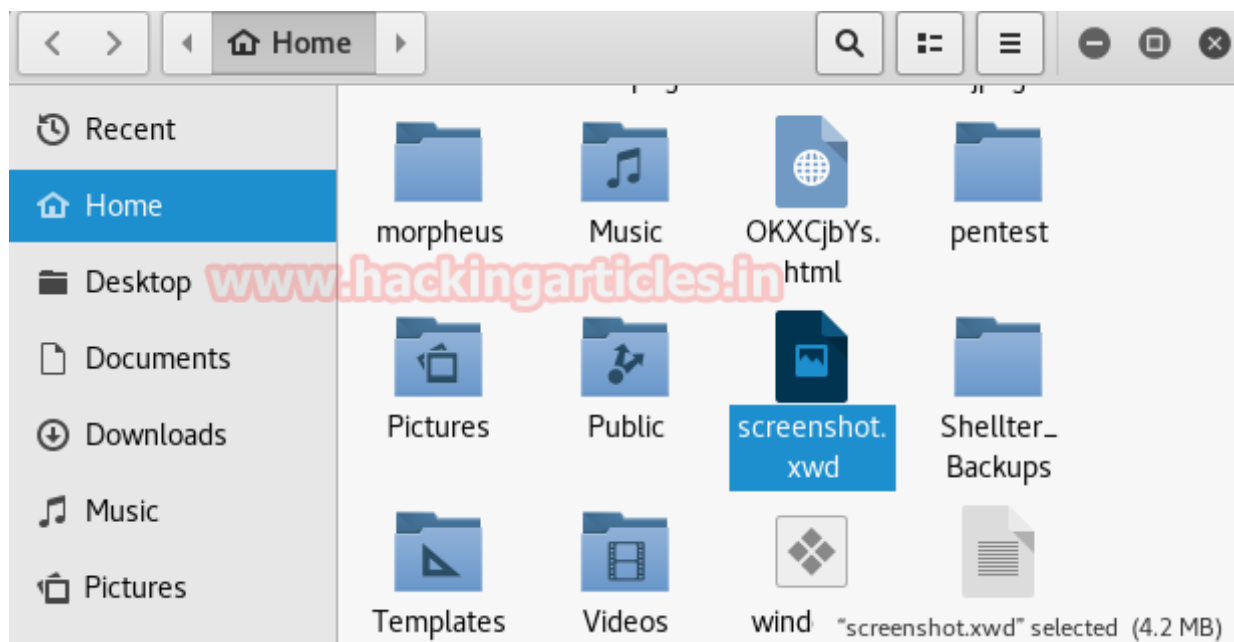 Home
Recent
Home
Desktop
Documents
Downloads
Music
Pictures
morpheus
Music
OKXCjbYs.
html
pentest
www.hackingarticles.in
Pictures
Public
screenshot.
xwd
Shellter_
Backups
Templates
Videos
wind
“screenshot.xwd” selected (4.2 MB)